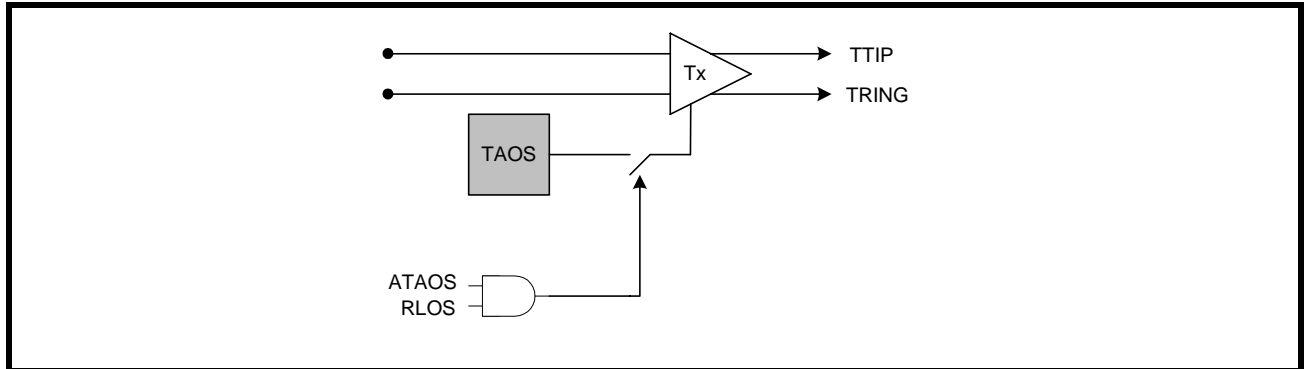 Tx
TTIP
TRING
TAOS
ATAOS
RLOS